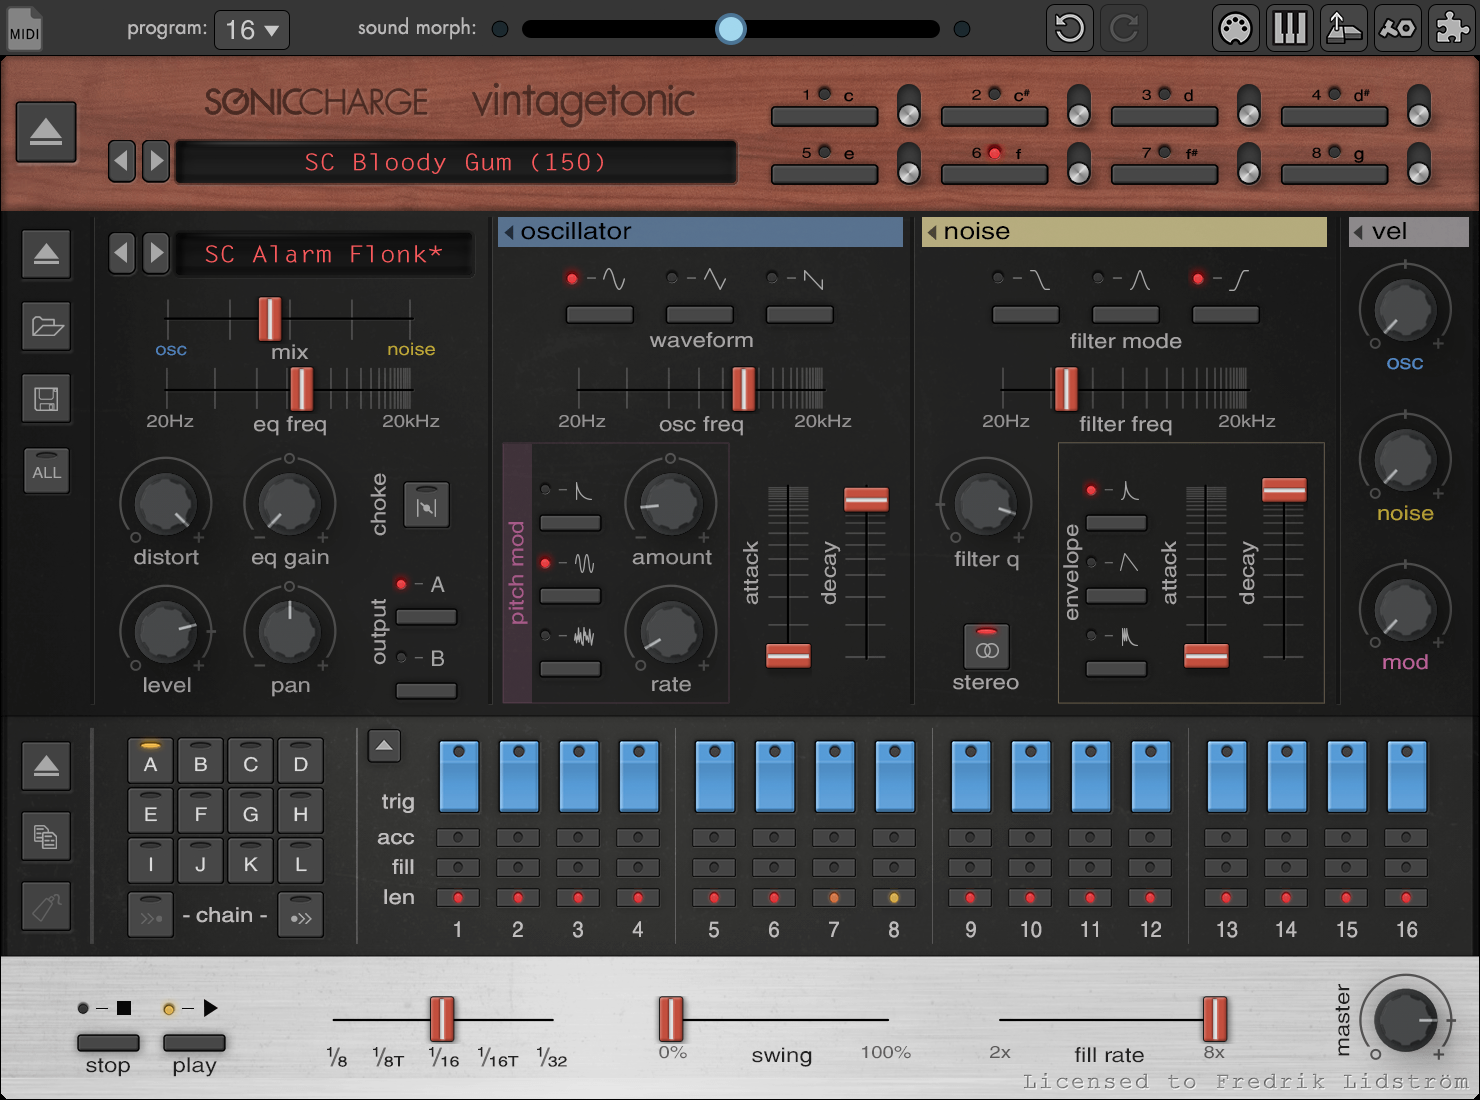 MIDI program: 16 sound morph:
SONICCHARGE vintagetonic
1 c 2 c# 3 d 4 d#
SC Bloody Gum (150)
5 e 6 f 7 f# 8 g
oscillator noise vel
SC Alarm Flonk*
waveform filter mode
osc mix noise
osc
20Hz eq freq 20kHz 20Hz osc freq 20kHz 20Hz filter freq 20kHz
ALL
choke
noise
distort eq gain
pitch mod
amount
attack
decay
filter q
envelope
attack
decay
A
output
B
mod
level pan
rate
stereo
A B C D
trig
E F G H
acc
I J K L
fill
len
- chain -
1 2 3 4 5 6 7 8 9 10 11 12 13 14 15 16
master
stop play
1/8 1/8T 1/16 1/16T 1/32
0% swing 100%
2x fill rate 8x
Licensed to Fredrik Lidström